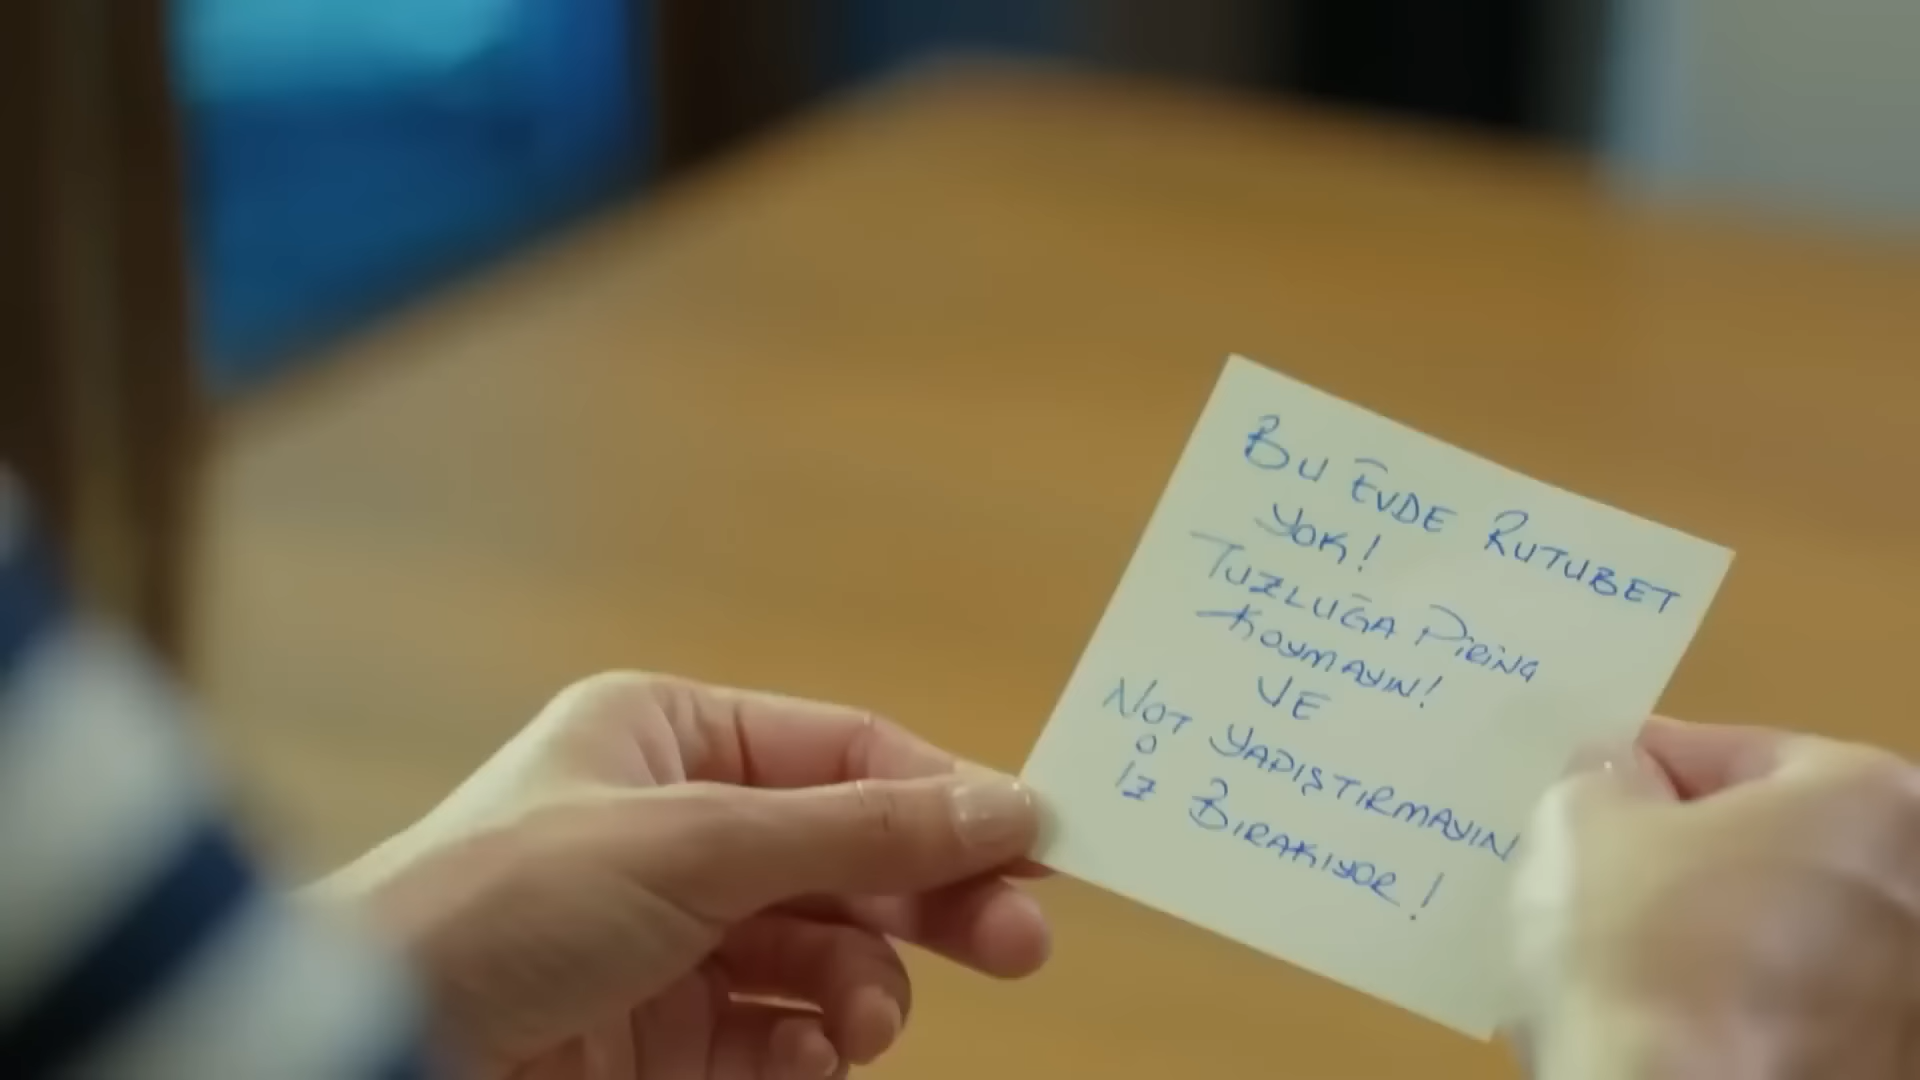 BU EVDE RUTUBET
YOK!
TUZLUĞA PİRİNÇ
KOYMAYIN!
VE
NOT YAPIŞTIRMAYIN
İZ BIRAKIYOR!